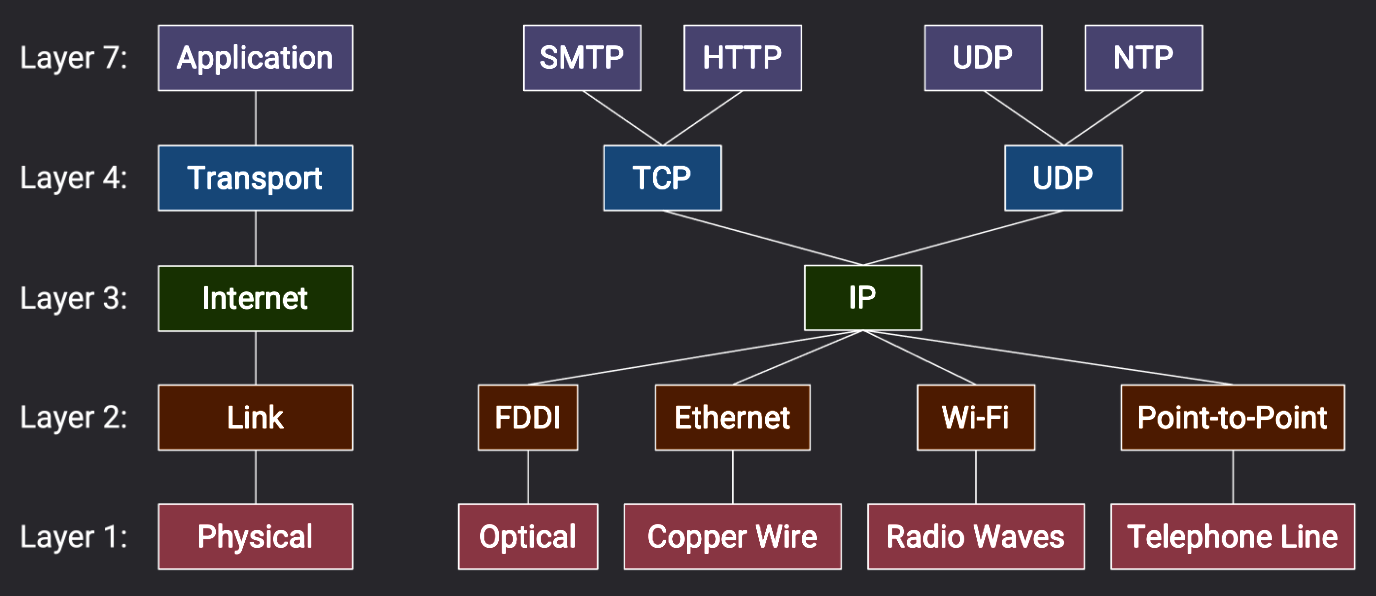 Layer 7: Application SMTP HTTP UDP NTP
Layer 4: Transport TCP UDP
Layer 3: Internet IP
Layer 2: Link FDDI Ethernet Wi-Fi Point-to-Point
Layer 1: Physical Optical Copper Wire Radio Waves Telephone Line